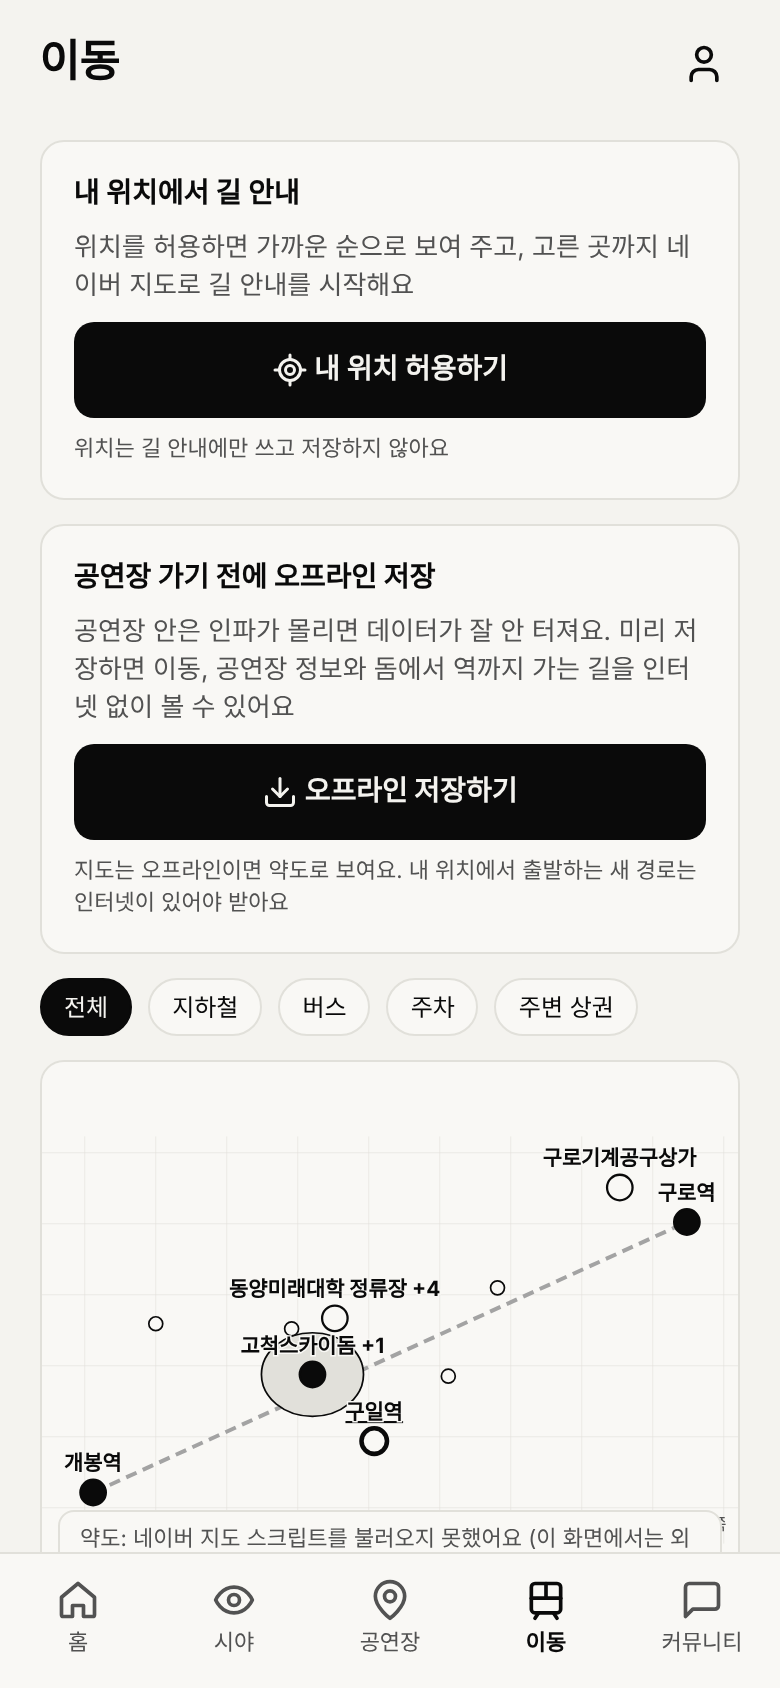 이동
내 위치에서 길 안내
위치를 허용하면 가까운 순으로 보여 주고, 고른 곳까지 네
이버 지도로 길 안내를 시작해요
내 위치 허용하기
위치는 길 안내에만 쓰고 저장하지 않아요
공연장 가기 전에 오프라인 저장
공연장 안은 인파가 몰리면 데이터가 잘 안 터져요. 미리 저
장하면 이동, 공연장 정보와 돔에서 역까지 가는 길을 인터
넷 없이 볼 수 있어요
오프라인 저장하기
지도는 오프라인이면 약도로 보여요. 내 위치에서 출발하는 새 경로는
인터넷이 있어야 받아요
전체 지하철 버스 주차 주변 상권
구로기계공구상가
구로역
동양미래대학 정류장 +4
고척스카이돔 +1
구일역
개봉역
약도: 네이버 지도 스크립트를 불러오지 못했어요 (이 화면에서는 외
홈 시야 공연장 이동 커뮤니티